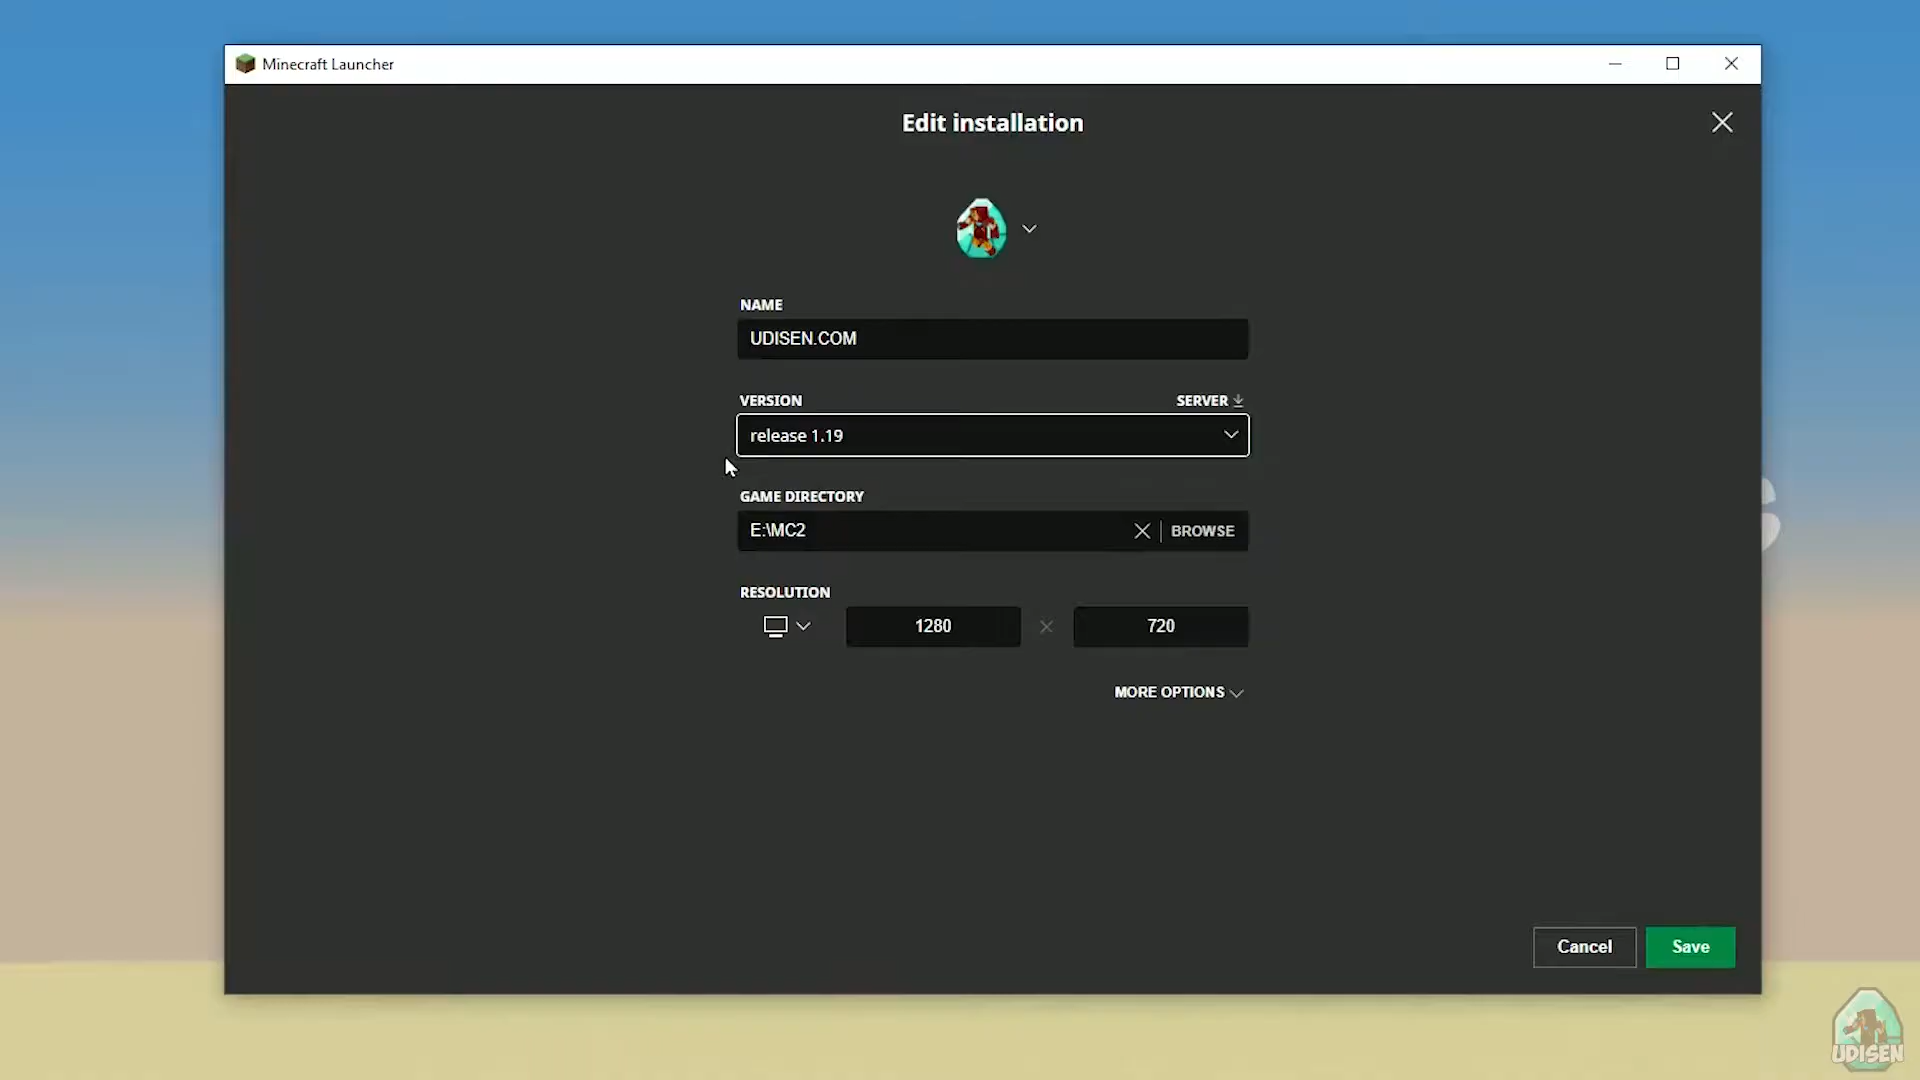 Minecraft Launcher
Edit installation
NAME
UDISEN.COM
VERSION
SERVER
release 1.19
GAME DIRECTORY
E:\MC2
BROWSE
RESOLUTION
1280
720
MORE OPTIONS
Cancel
Save
UDISEN